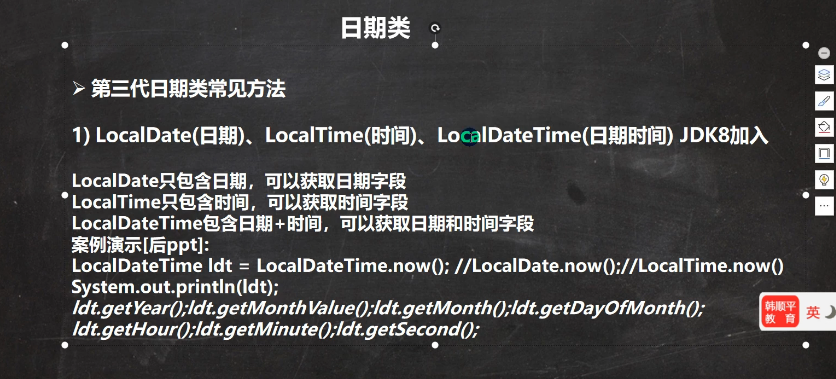 日期类
➢ 第三代日期类常见方法
1) LocalDate(日期)、LocalTime(时间)、LocalDateTime(日期时间) JDK8加入
LocalDate只包含日期，可以获取日期字段
LocalTime只包含时间，可以获取时间字段
LocalDateTime包含日期+时间，可以获取日期和时间字段
案例演示[后ppt]:
LocalDateTime ldt = LocalDateTime.now(); //LocalDate.now();//LocalTime.now()
System.out.println(ldt);
ldt.getYear();ldt.getMonthValue();ldt.getMonth();ldt.getDayOfMonth();
ldt.getHour();ldt.getMinute();ldt.getSecond();
韩顺平
教育
英